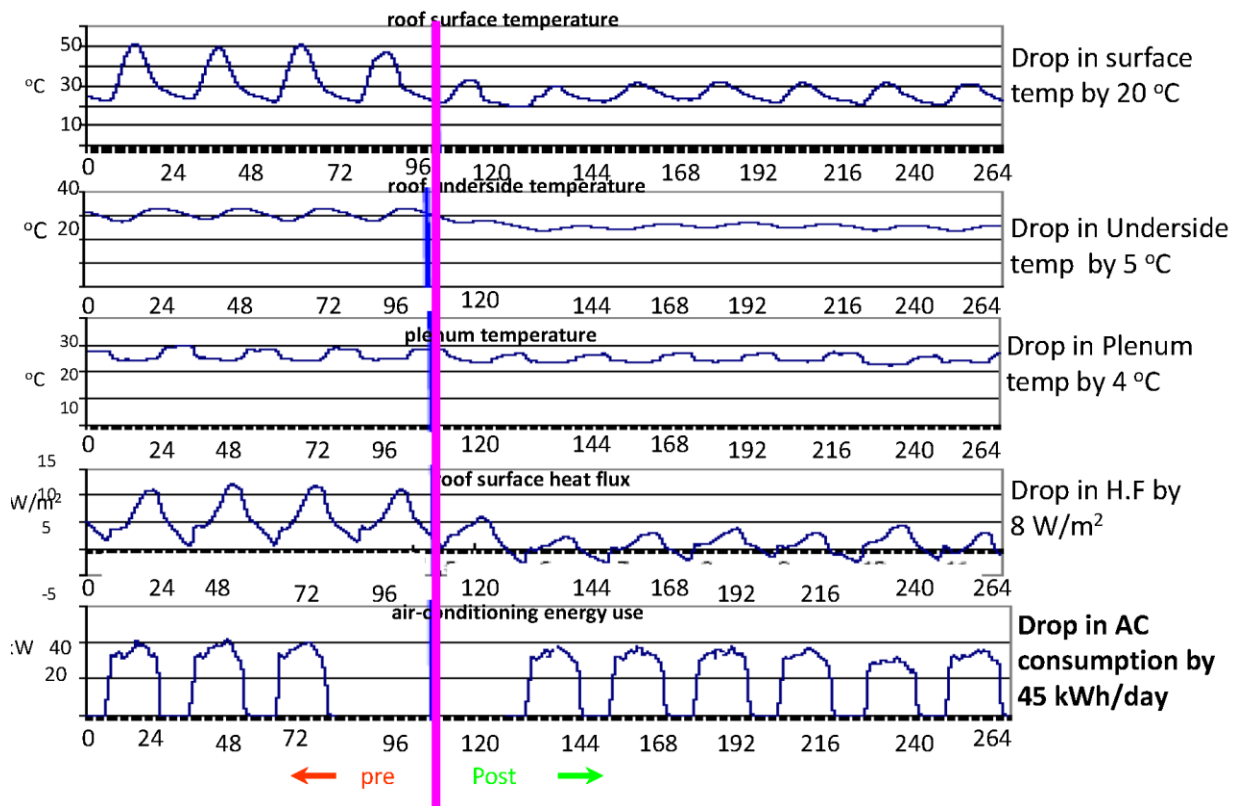 roof surface temperature
50
°C
30
10
0 24 48 72 96 120 144 168 192 216 240 264
Drop in surface
temp by 20 °C
roof underside temperature
40
°C 20
0 24 48 72 96 120 144 168 192 216 240 264
Drop in Underside
temp by 5 °C
plenum temperature
30
°C 20
10
0 24 48 72 96 120 144 168 192 216 240 264
Drop in Plenum
temp by 4 °C
roof surface heat flux
15
10
W/m²
5
-5
0 24 48 72 96 120 144 168 192 216 240 264
Drop in H.F by
8 W/m²
air-conditioning energy use
:W 40
20
0 24 48 72 96 120 144 168 192 216 240 264
Drop in AC
consumption by
45 kWh/day
pre Post